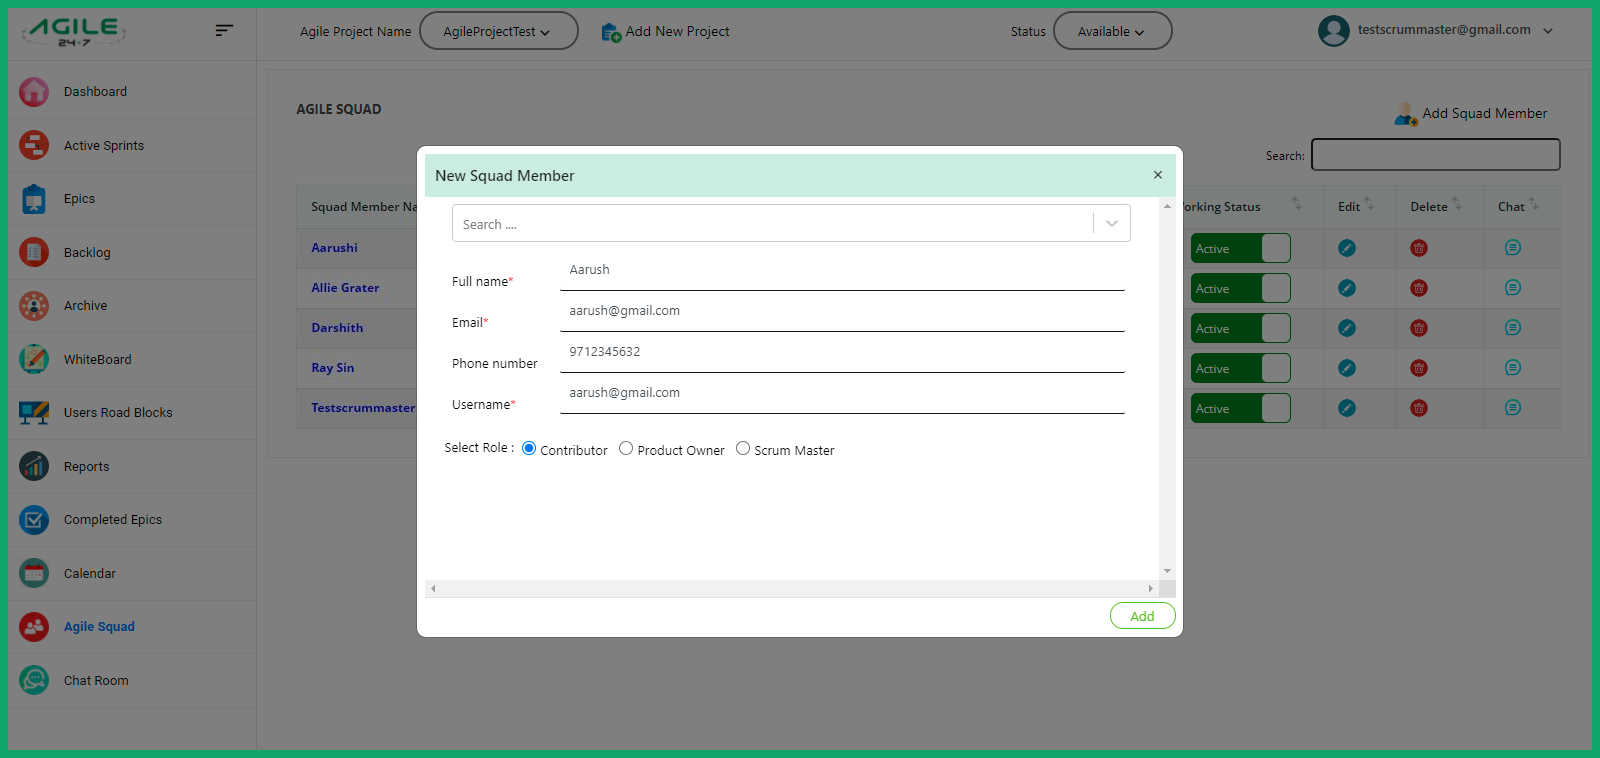 AGILE
24-7
Agile Project Name
AgileProjectTest
Add New Project
Status
Available
testscrummaster@gmail.com
Dashboard
Active Sprints
Epics
Backlog
Archive
WhiteBoard
Users Road Blocks
Reports
Completed Epics
Calendar
Agile Squad
Chat Room
AGILE SQUAD
Add Squad Member
Search:
Squad Member Na
orking Status
Edit
Delete
Chat
Aarushi
Active
Allie Grater
Active
Darshith
Active
Ray Sin
Active
Testscrummaster
Active
New Squad Member
×
Search ....
Full name*
Aarush
Email*
aarush@gmail.com
Phone number
9712345632
Username*
aarush@gmail.com
Select Role : Contributor Product Owner Scrum Master
Add